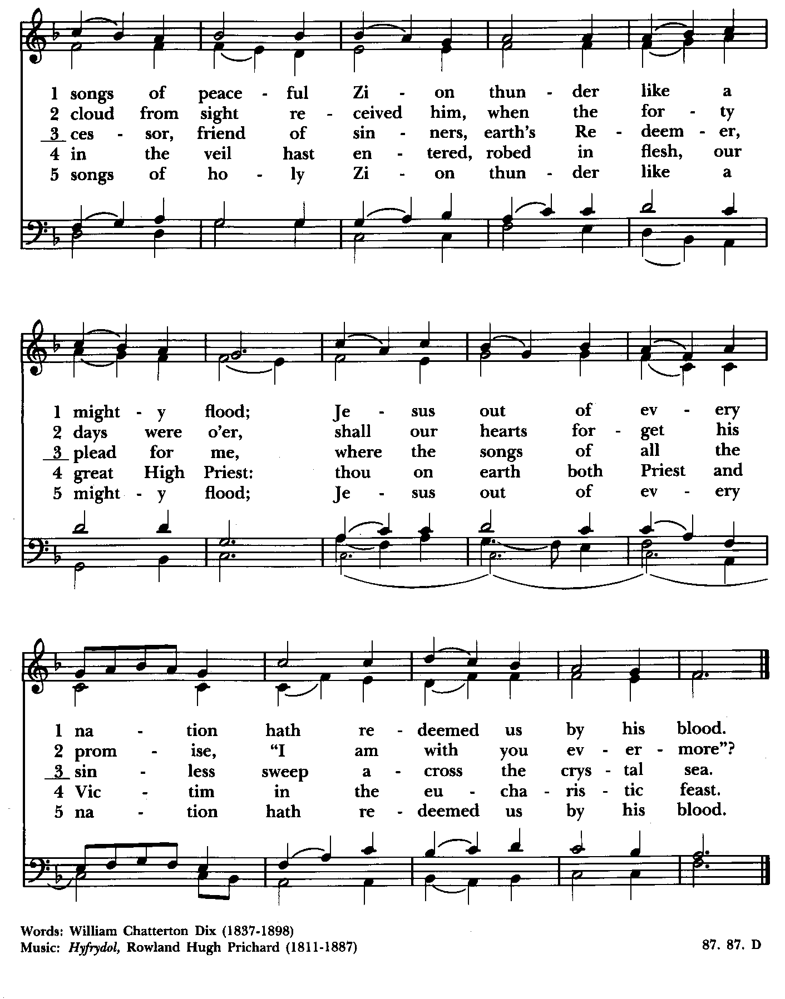 1 songs of peace - ful Zi - on thun - der like a
2 cloud from sight re - ceived him, when the for - ty
3 ces - sor, friend of sin - ners, earth's Re - deem - er,
4 in the veil hast en - tered, robed in flesh, our
5 songs of ho - ly Zi - on thun - der like a
1 might - y flood; Je - sus out of ev - ery
2 days were o'er, shall our hearts for - get his
3 plead for me, where the songs of all the
4 great High Priest: thou on earth both Priest and
5 might - y flood; Je - sus out of ev - ery
1 na - tion hath re - deemed us by his blood.
2 prom - ise, “I am with you ev - er - more”?
3 sin - less sweep a - cross the crys - tal sea.
4 Vic - tim in the eu - cha - ris - tic feast.
5 na - tion hath re - deemed us by his blood.
Words: William Chatterton Dix (1837-1898)
Music: Hyfrydol, Rowland Hugh Prichard (1811-1887)
87. 87. D